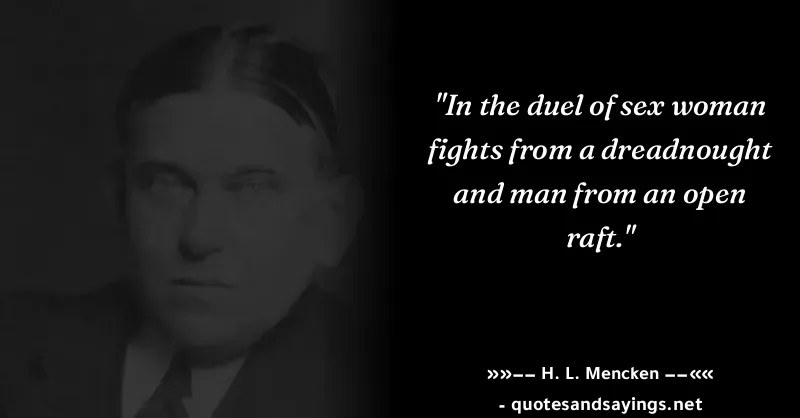 "In the duel of sex woman
fights from a dreadnought
and man from an open
raft."
»»−− H. L. Mencken −−««
- quotesandsayings.net